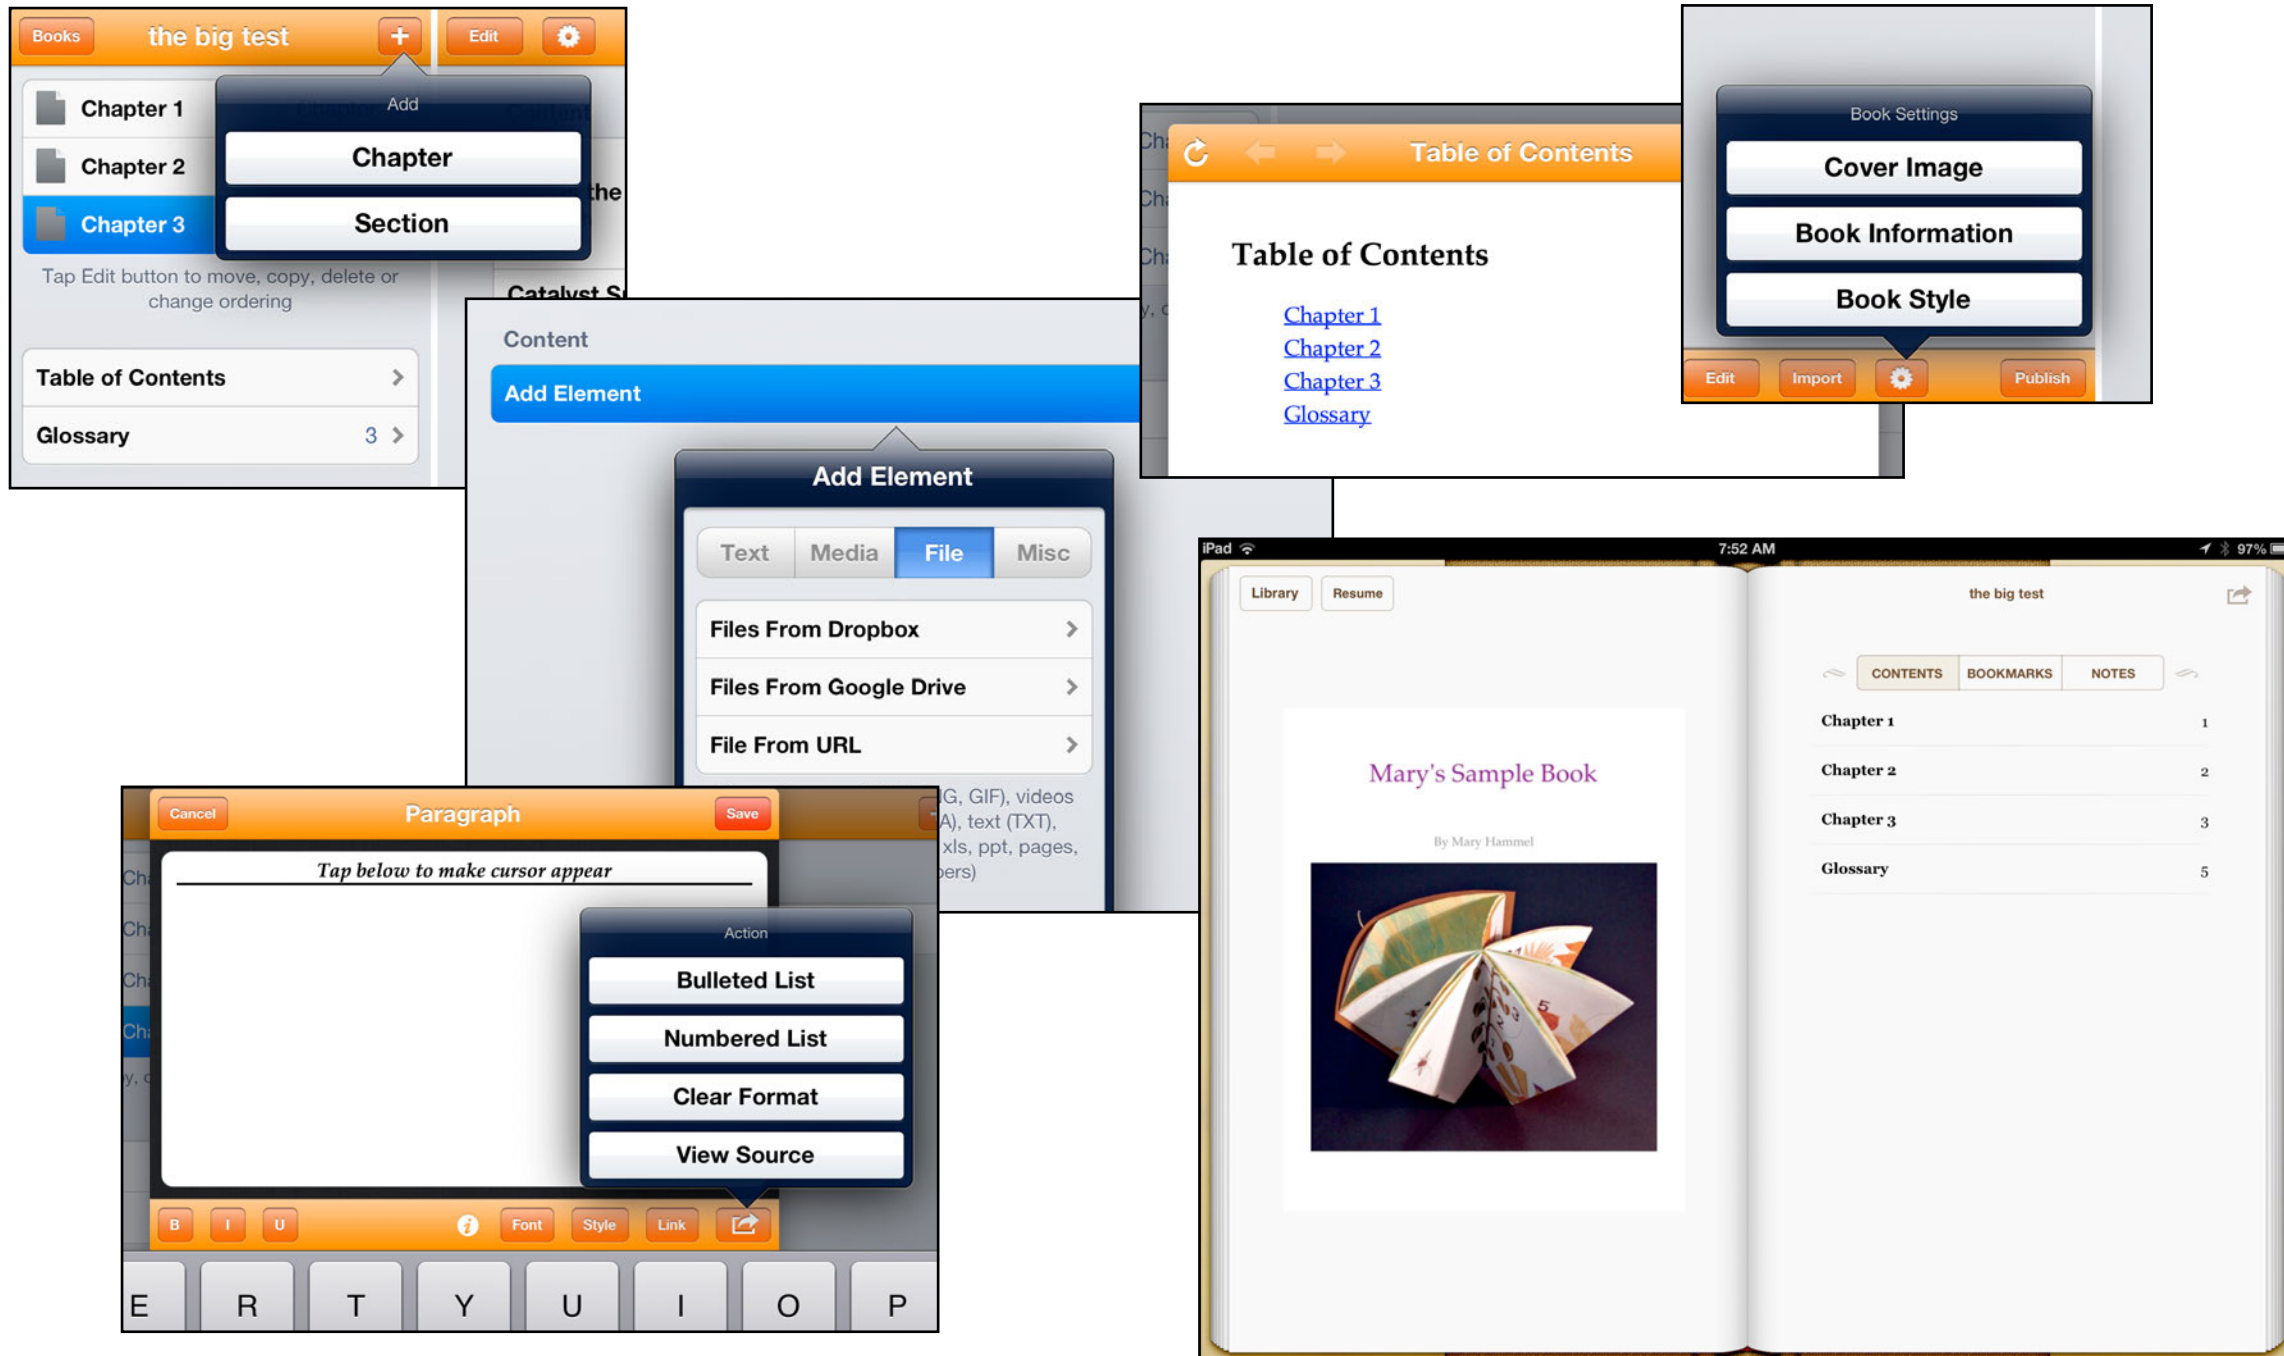 Books
the big test
+
Edit
Chapter 1
Chapter 2
Chapter 3
Add
Chapter
Section
the
Tap Edit button to move, copy, delete or
change ordering
Catalyst
Table of Contents
Glossary 3
Content
Add Element
Add Element
Text Media File Misc
Files From Dropbox
Files From Google Drive
File From URL
GIF), videos
text (TXT),
xls, ppt, pages,
Table of Contents
Table of Contents
Chapter 1
Chapter 2
Chapter 3
Glossary
Book Settings
Cover Image
Book Information
Book Style
Edit Import Publish
Cancel Paragraph Save
Tap below to make cursor appear
Action
Bulleted List
Numbered List
Clear Format
View Source
B I U i Font Style Link
E R T Y U I O P
iPad 7:52 AM 97%
Library Resume
the big test
Mary's Sample Book
By Mary Hammel
CONTENTS BOOKMARKS NOTES
Chapter 1 1
Chapter 2 2
Chapter 3 3
Glossary 5